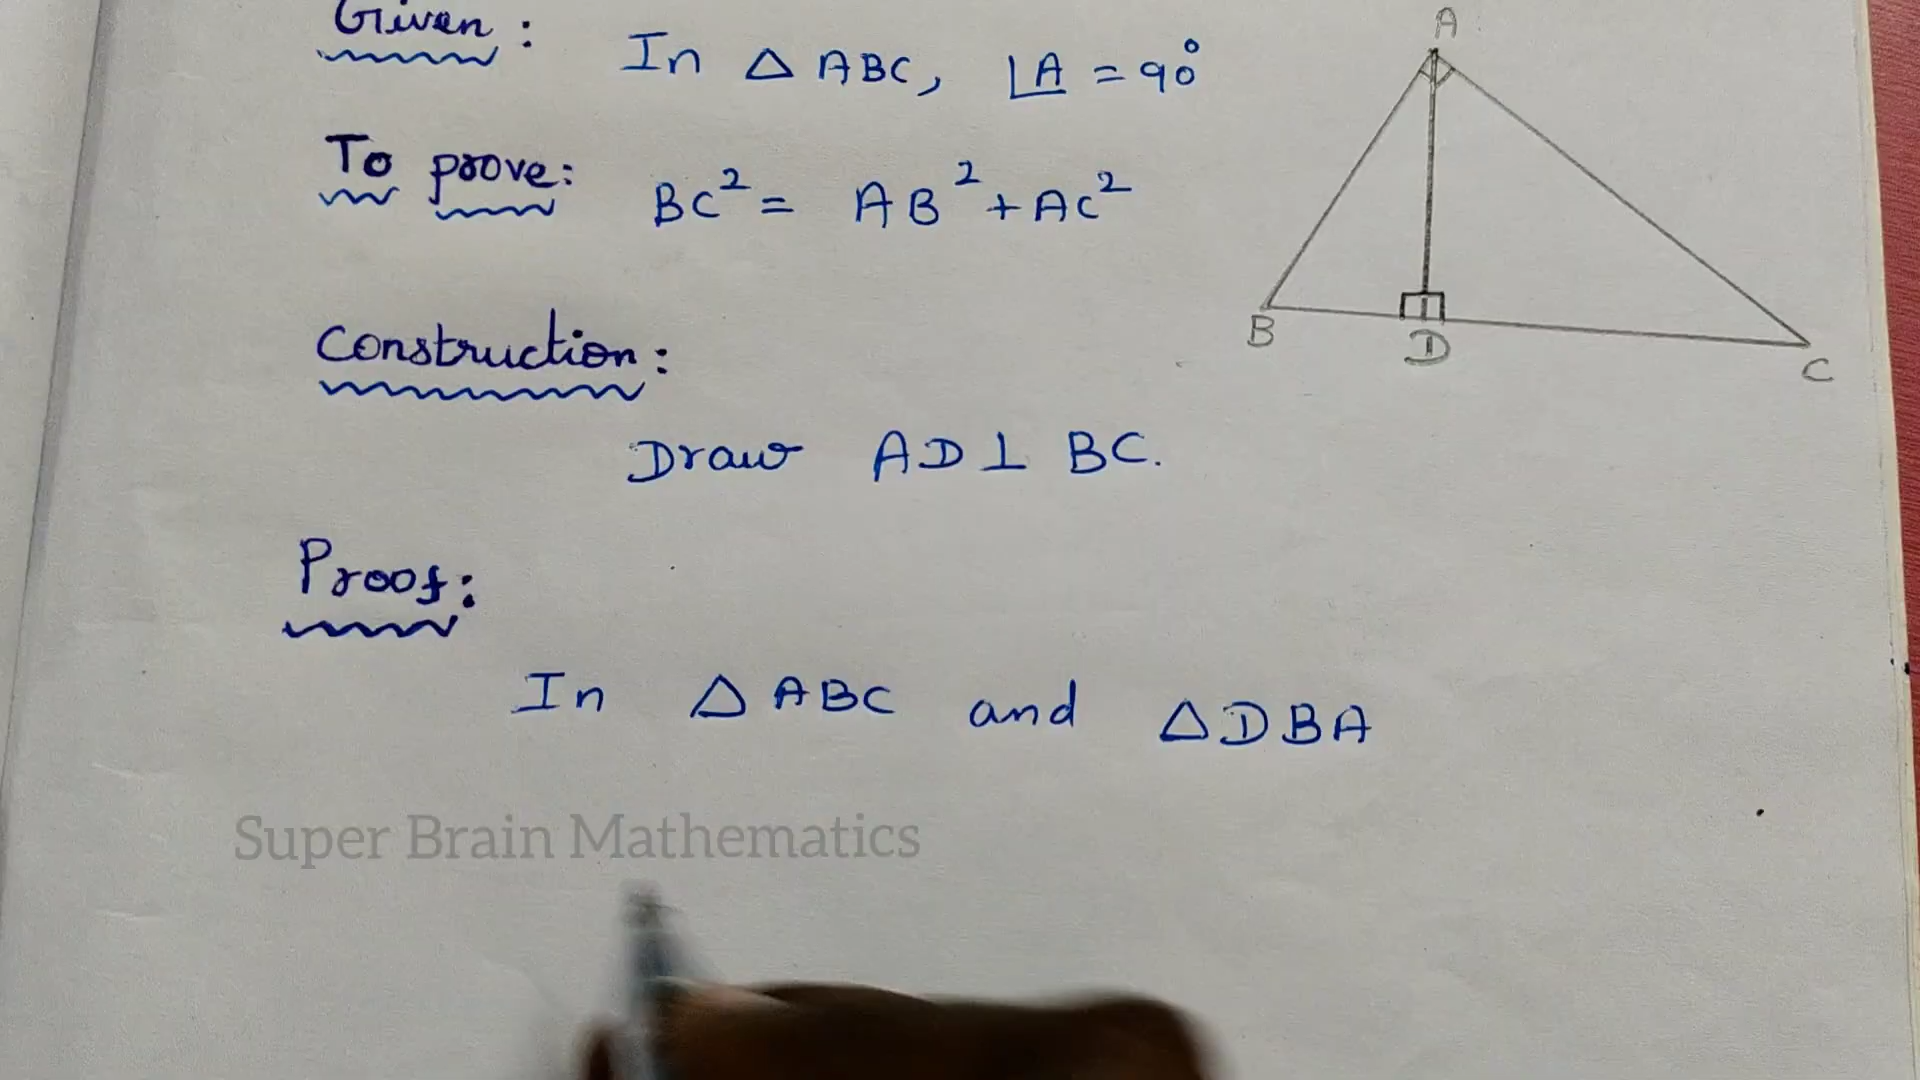 Given : In △ ABC, ∟A = 90°
A
To prove: BC² = AB² + AC²
B
D
C
Construction:
Draw AD ⊥ BC.
Proof:
In △ ABC and △DBA
Super Brain Mathematics